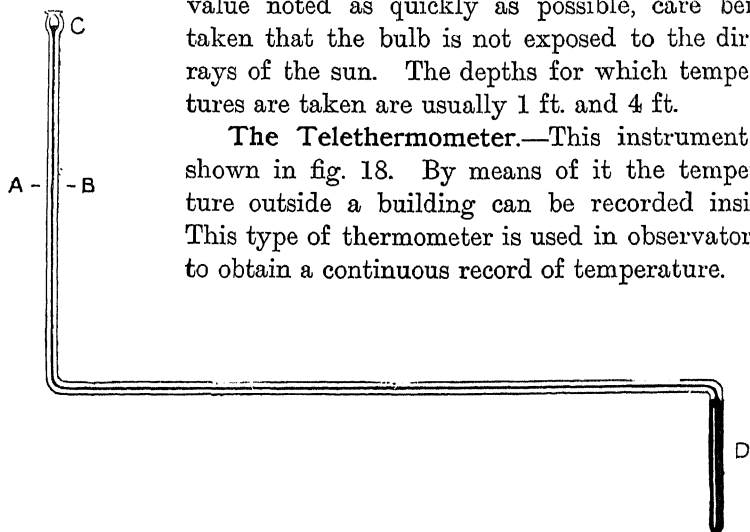 value noted as quickly as possible, care bei
taken that the bulb is not exposed to the dir
rays of the sun. The depths for which tempe
tures are taken are usually 1 ft. and 4 ft.
The Telethermometer.—This instrument
shown in fig. 18. By means of it the tempe
ture outside a building can be recorded insi
This type of thermometer is used in observator
to obtain a continuous record of temperature.
C
A - - B
D